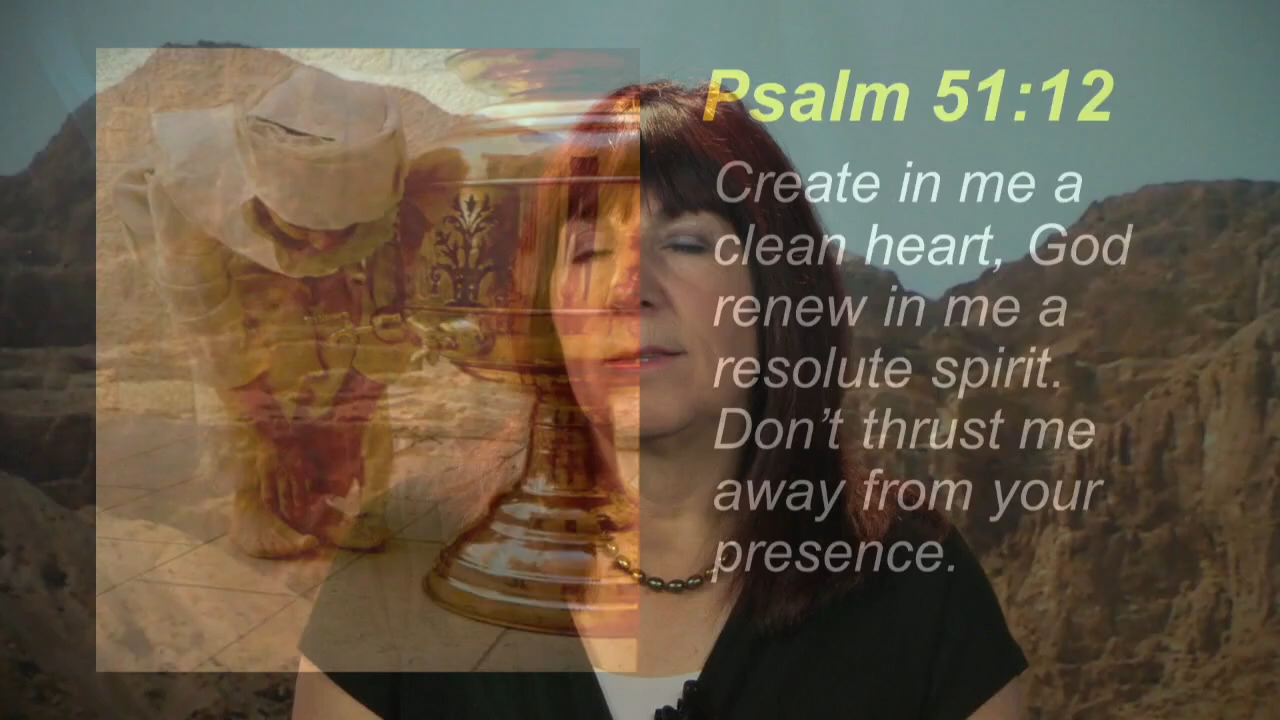 Psalm 51:12
Create in me a
clean heart, God
renew in me a
resolute spirit.
Don't thrust me
away from your
presence.